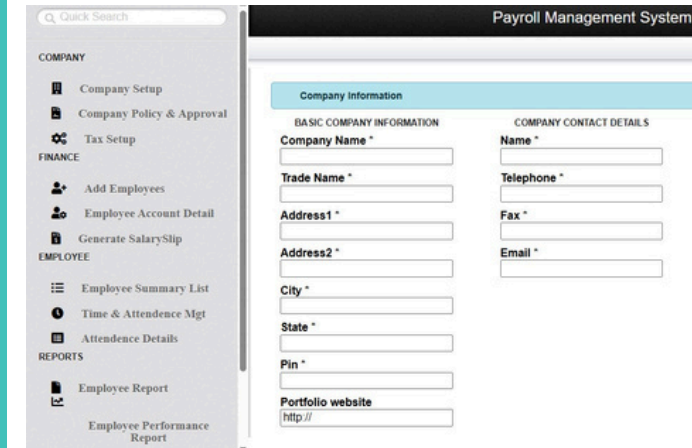 Quick Search
Payroll Management System
COMPANY
Company Setup
Company Policy & Approval
Tax Setup
FINANCE
Add Employees
Employee Account Detail
Generate SalarySlip
EMPLOYEE
Employee Summary List
Time & Attendence Mgt
Attendence Details
REPORTS
Employee Report
Employee Performance
Report
Company Information
BASIC COMPANY INFORMATION
Company Name *
Trade Name *
Address1 *
Address2 *
City *
State *
Pin *
Portfolio website
http://
COMPANY CONTACT DETAILS
Name *
Telephone *
Fax *
Email *